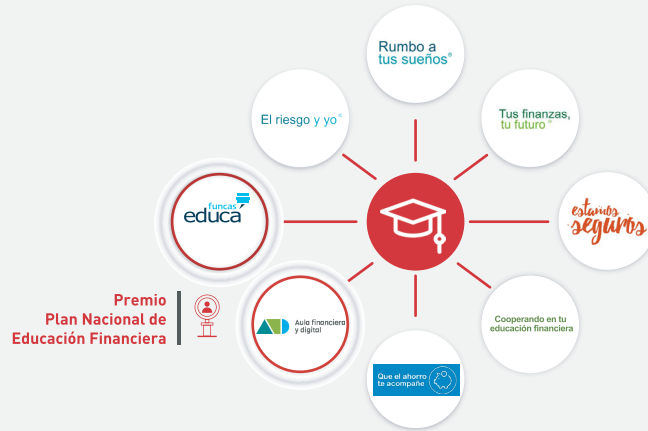 Rumbo a
tus sueños®
El riesgo y yo®
Tus finanzas,
tu futuro®
funcas
educa
estamos
seguros
Premio
Plan Nacional de
Educación Financiera
Aula financiera
y digital
Cooperando en tu
educación financiera
Que el ahorro
te acompañe